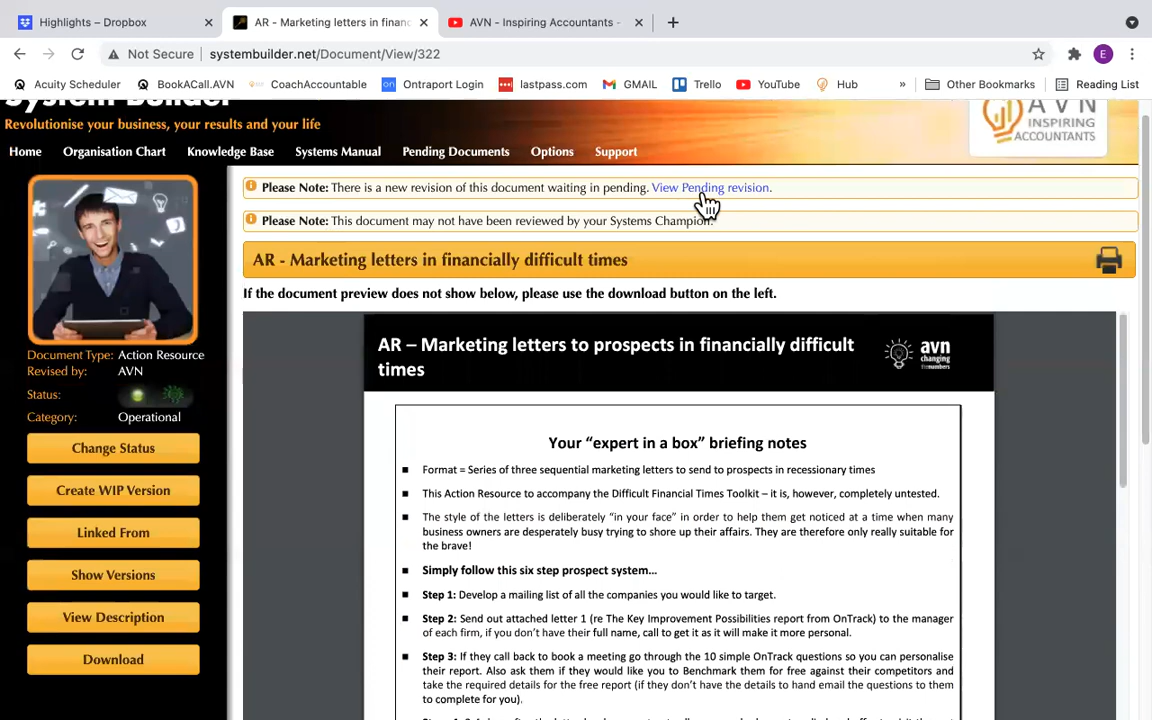 Highlights – Dropbox
AR - Marketing letters in financ
AVN - Inspiring Accountants -
Not Secure
systembuilder.net/Document/View/322
E
Acuity Scheduler
BookACall.AVN
CoachAccountable
Ontraport Login
lastpass.com
GMAIL
Trello
YouTube
Hub
»
Other Bookmarks
Reading List
System Builder
Revolutionise your business, your results and your life
AVN
INSPIRING
ACCOUNTANTS
Home
Organisation Chart
Knowledge Base
Systems Manual
Pending Documents
Options
Support
Please Note: There is a new revision of this document waiting in pending. View Pending revision.
Please Note: This document may not have been reviewed by your Systems Champion.
AR - Marketing letters in financially difficult times
If the document preview does not show below, please use the download button on the left.
Document Type: Action Resource
Revised by: AVN
Status:
Category: Operational
Change Status
Create WIP Version
Linked From
Show Versions
View Description
Download
AR – Marketing letters to prospects in financially difficult
times
avn
changing
thenumbers
Your “expert in a box” briefing notes
Format = Series of three sequential marketing letters to send to prospects in recessionary times
This Action Resource to accompany the Difficult Financial Times Toolkit – it is, however, completely untested.
The style of the letters is deliberately “in your face” in order to help them get noticed at a time when many
business owners are desperately busy trying to shore up their affairs. They are therefore only really suitable for
the brave!
Simply follow this six step prospect system…
Step 1: Develop a mailing list of all the companies you would like to target.
Step 2: Send out attached letter 1 (re The Key Improvement Possibilities report from OnTrack) to the manager
of each firm, if you don’t have their full name, call to get it as it will make it more personal.
Step 3: If they call back to book a meeting go through the 10 simple OnTrack questions so you can personalise
their report. Also ask them if they would like you to Benchmark them for free against their competitors and
take the required details for the free report (if they don’t have the details to hand email the questions to them
to complete for you).